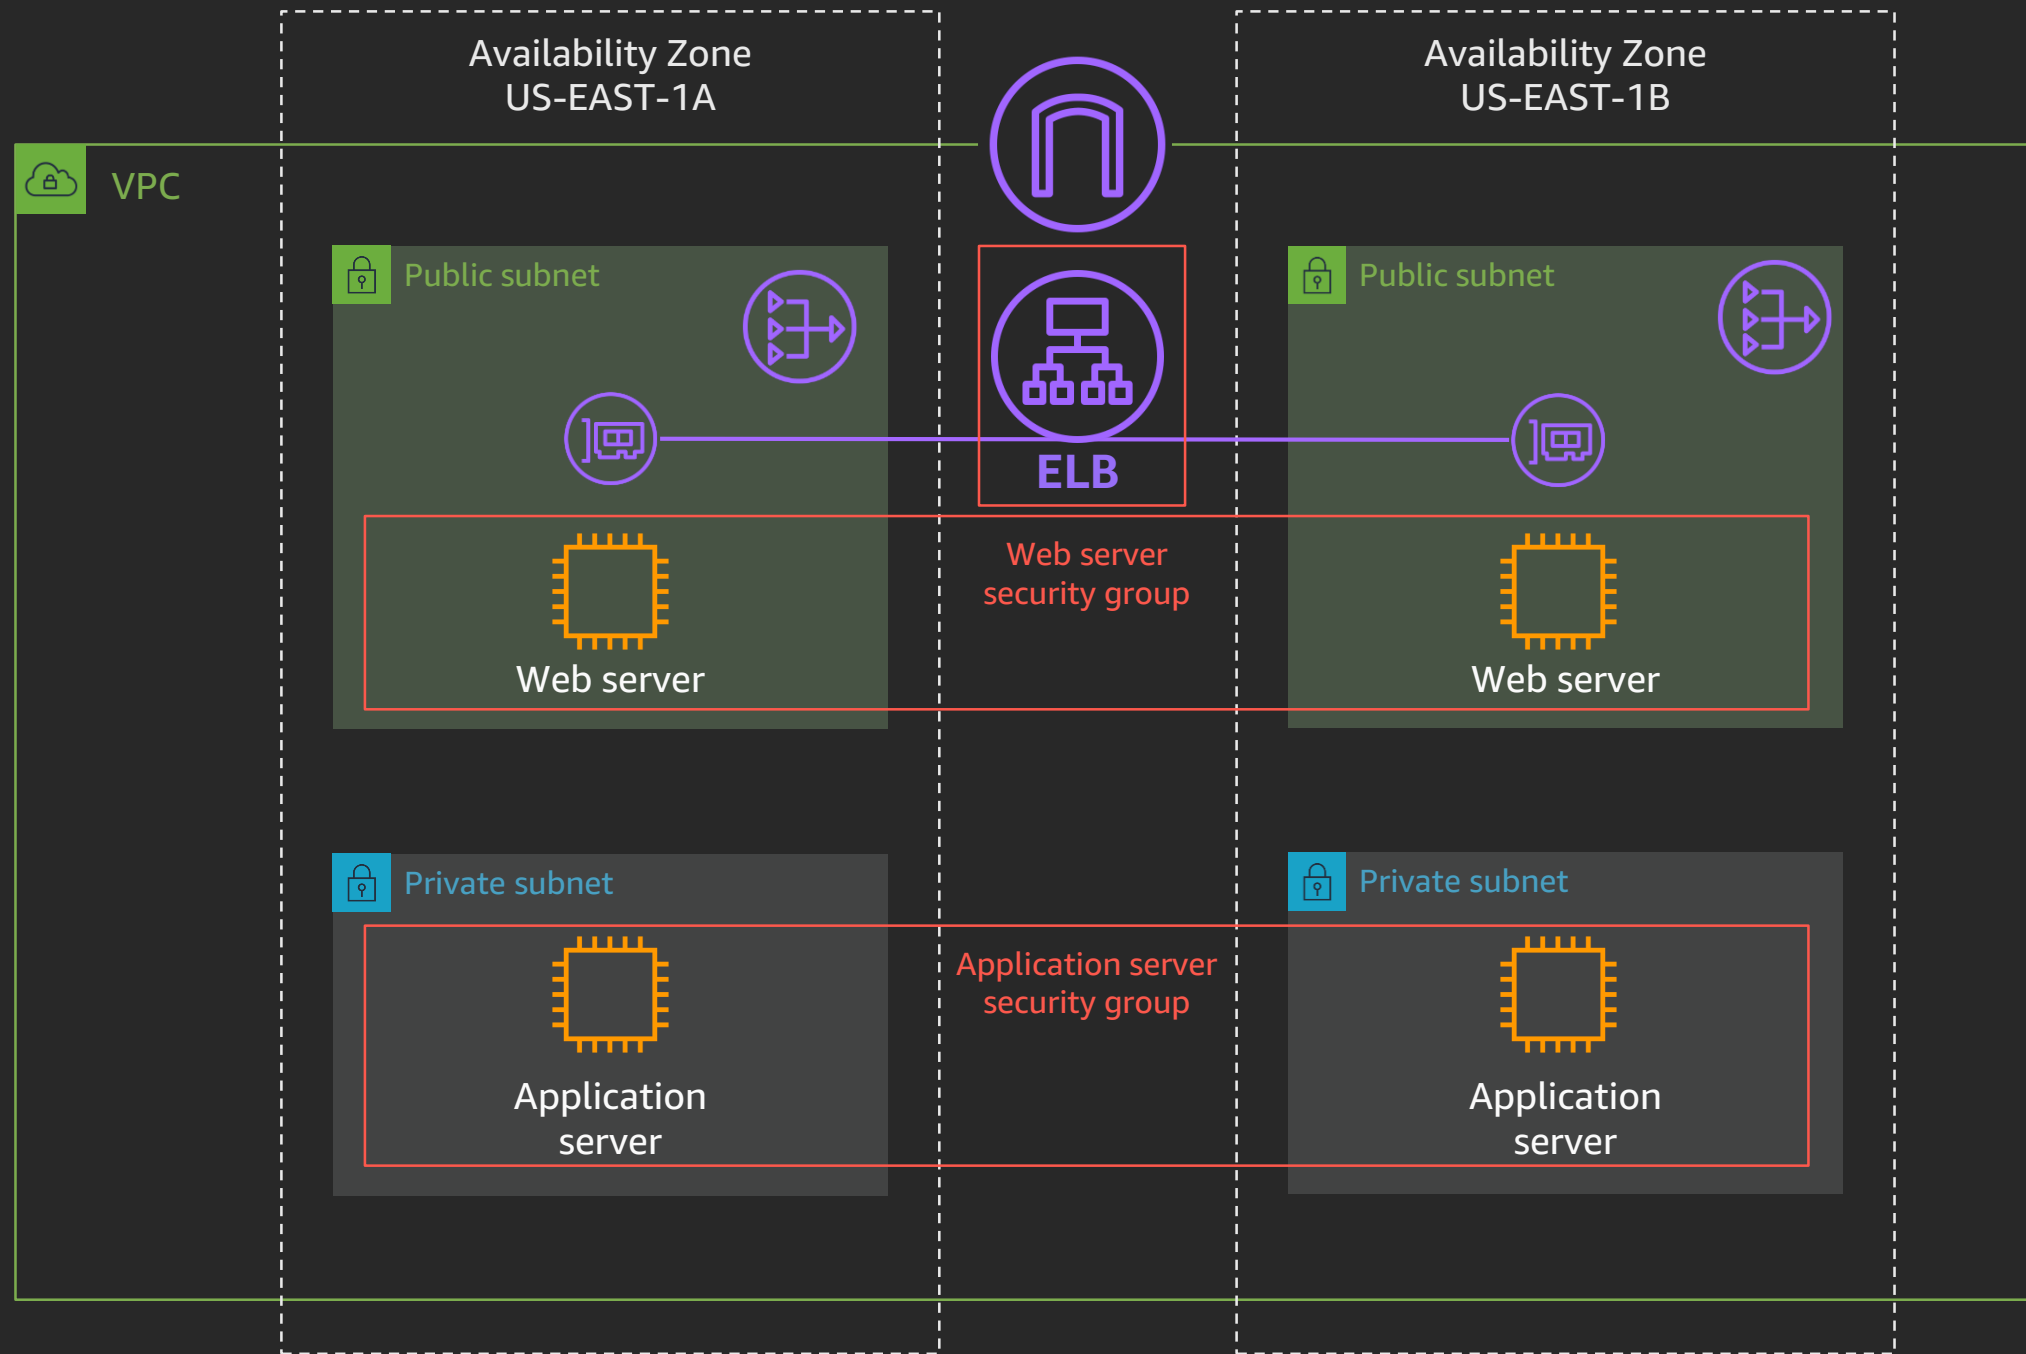 Availability Zone
US-EAST-1A
Availability Zone
US-EAST-1B
VPC
Public subnet
Public subnet
ELB
Web server
security group
Web server
Web server
Private subnet
Private subnet
Application server
security group
Application
server
Application
server